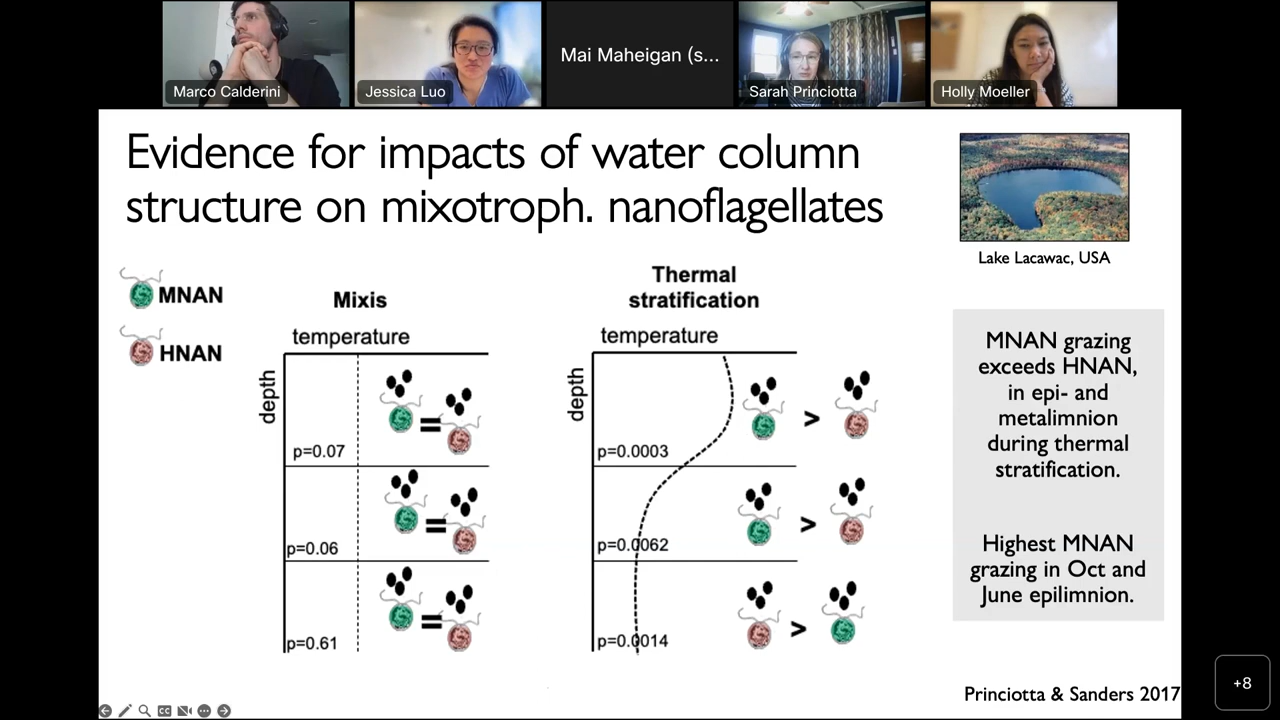 Marco Calderini
Jessica Luo
Mai Maheigan (s...
Sarah Princiotta
Holly Moeller
Evidence for impacts of water column
structure on mixotroph. nanoflagellates
Lake Lacawac, USA
MNAN
HNAN
Mixis
temperature
depth
p=0.07
=
p=0.06
=
p=0.61
=
Thermal
stratification
temperature
depth
p=0.0003
>
p=0.0062
>
p=0.0014
>
MNAN grazing
exceeds HNAN,
in epi- and
metalimnion
during thermal
stratification.
Highest MNAN
grazing in Oct and
June epilimnion.
Princiotta & Sanders 2017
+8